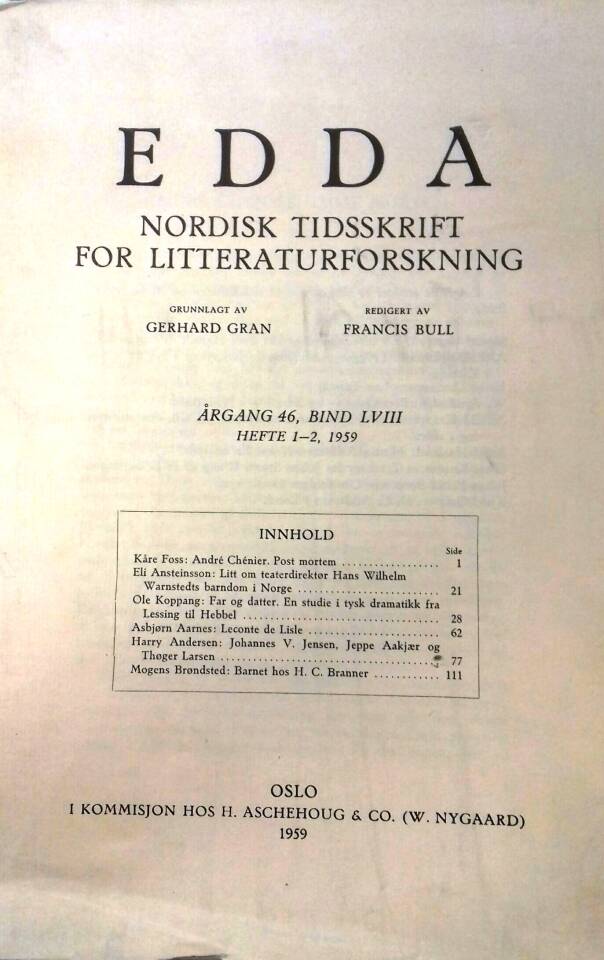 EDDA
NORDISK TIDSSKRIFT
FOR LITTERATURFORSKNING
GRUNNLAGT AV
GERHARD GRAN
REDIGERT AV
FRANCIS BULL
ÅRGANG 46, BIND LVIII
HEFTE 1–2, 1959
INNHOLD
Side
Kåre Foss: André Chénier. Post mortem .................. 1
Eli Ansteinsson: Litt om teaterdirektør Hans Wilhelm
Warnstedts barndom i Norge .......................... 21
Ole Koppang: Far og datter. En studie i tysk dramatikk fra
Lessing til Hebbel .................................... 28
Asbjørn Aarnes: Leconte de Lisle ......................... 62
Harry Andersen: Johannes V. Jensen, Jeppe Aakjær og
Thøger Larsen ........................................ 77
Mogens Brøndsted: Barnet hos H. C. Branner ............ 111
OSLO
I KOMMISJON HOS H. ASCHEHOUG & CO. (W. NYGAARD)
1959